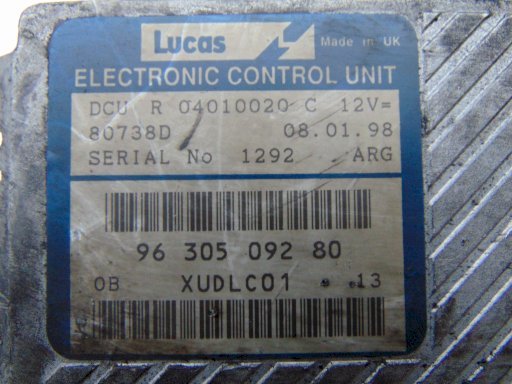 Lucas Made in UK
ELECTRONIC CONTROL UNIT
DCU R 04010020 C 12V=
80738D 08.01.98
SERIAL No 1292 ARG
96 305 092 80
0B XUDLC01 13